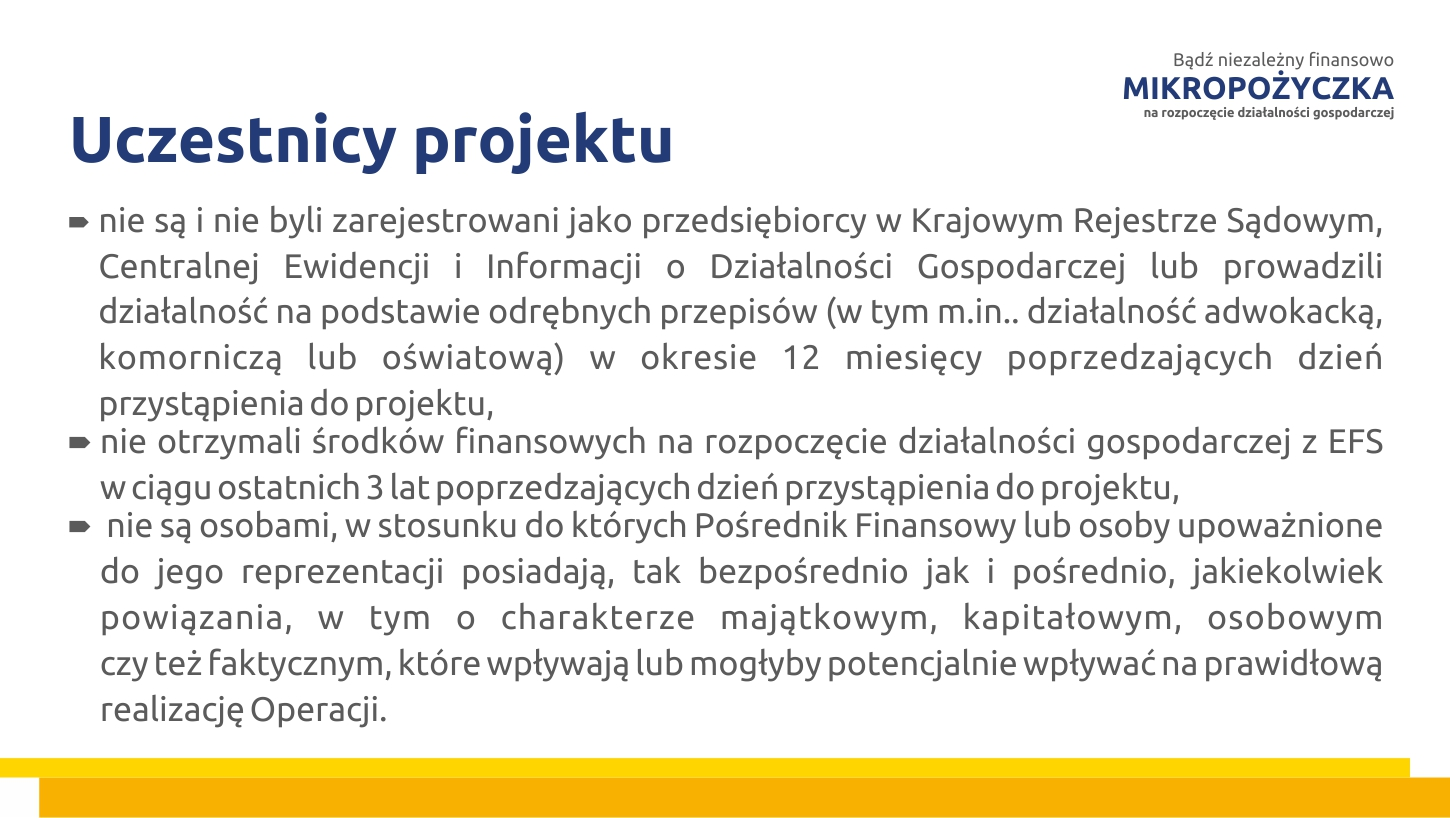 Bądź niezależny finansowo
MIKROPOŻYCZKA
na rozpoczęcie działalności gospodarczej
Uczestnicy projektu
nie są i nie byli zarejestrowani jako przedsiębiorcy w Krajowym Rejestrze Sądowym,
Centralnej Ewidencji i Informacji o Działalności Gospodarczej lub prowadzili
działalność na podstawie odrębnych przepisów (w tym m.in.. działalność adwokacką,
komorniczą lub oświatową) w okresie 12 miesięcy poprzedzających dzień
przystąpienia do projektu,
nie otrzymali środków finansowych na rozpoczęcie działalności gospodarczej z EFS
w ciągu ostatnich 3 lat poprzedzających dzień przystąpienia do projektu,
nie są osobami, w stosunku do których Pośrednik Finansowy lub osoby upoważnione
do jego reprezentacji posiadają, tak bezpośrednio jak i pośrednio, jakiekolwiek
powiązania, w tym o charakterze majątkowym, kapitałowym, osobowym
czy też faktycznym, które wpływają lub mogłyby potencjalnie wpływać na prawidłową
realizację Operacji.